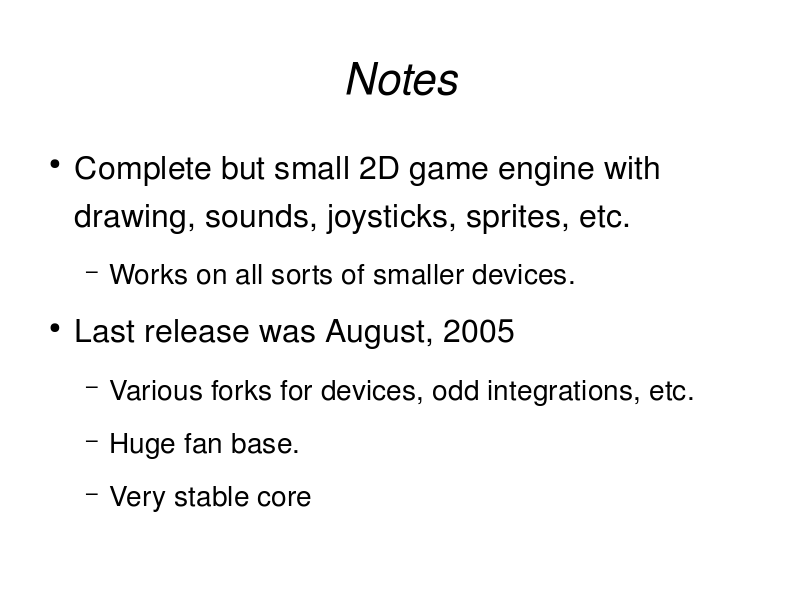 Notes
• Complete but small 2D game engine with
drawing, sounds, joysticks, sprites, etc.
– Works on all sorts of smaller devices.
• Last release was August, 2005
– Various forks for devices, odd integrations, etc.
– Huge fan base.
– Very stable core